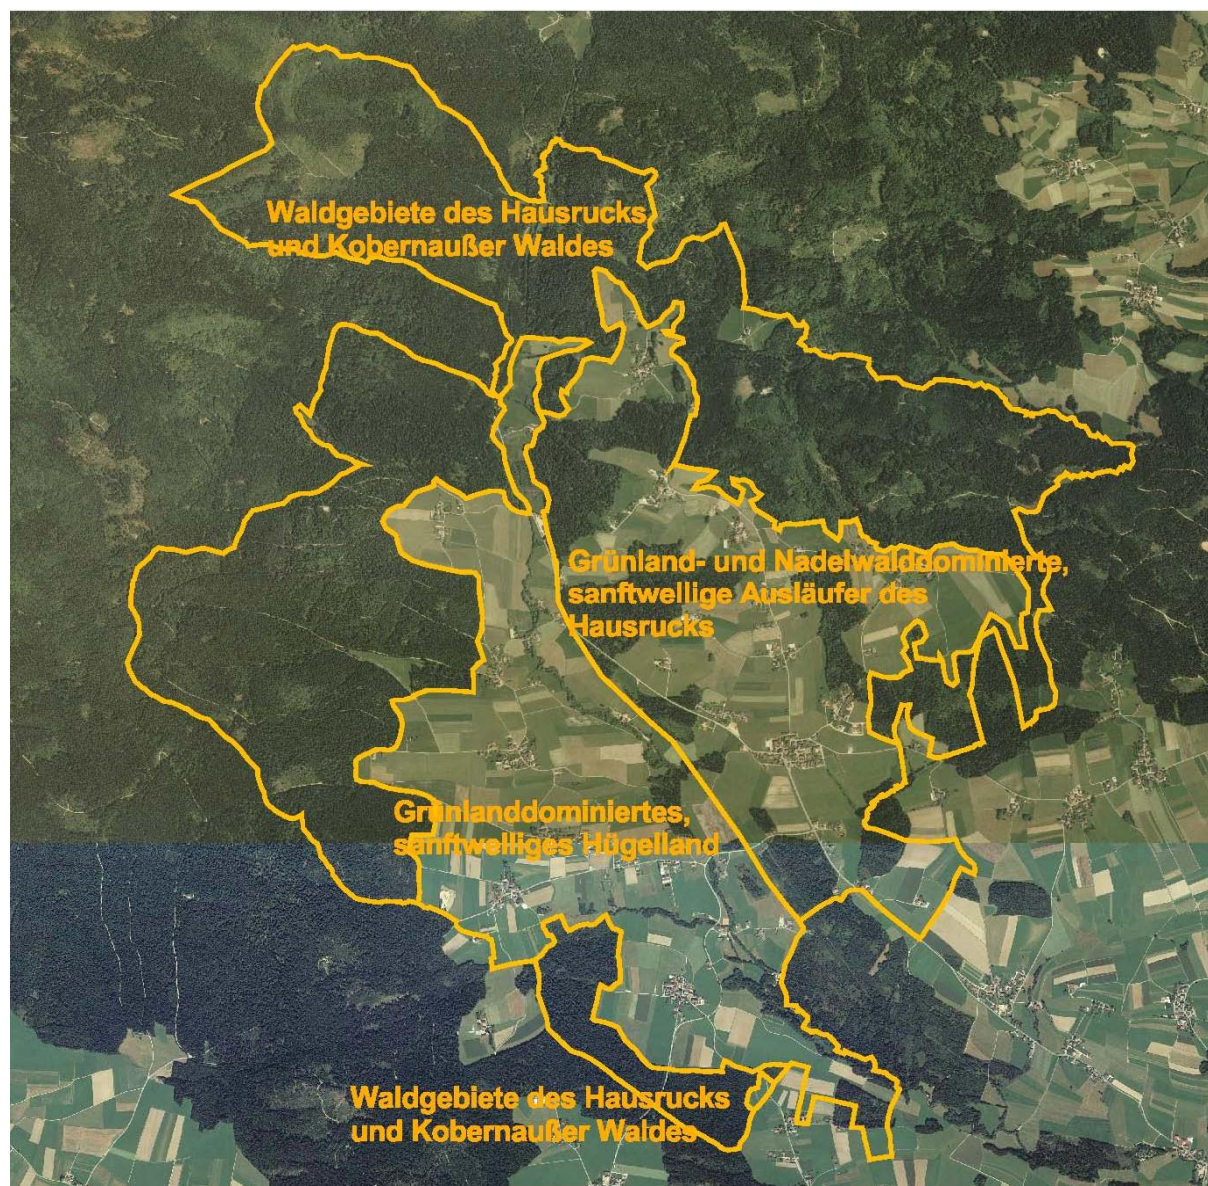 Waldgebiete des Hausrucks
und Kobernaußer Waldes
Grünland- und Nadelwalddominierte,
sanftwellige Ausläufer des
Hausrucks
Grünlanddominiertes,
sanftwelliges Hügelland
Waldgebiete des Hausrucks
und Kobernaußer Waldes